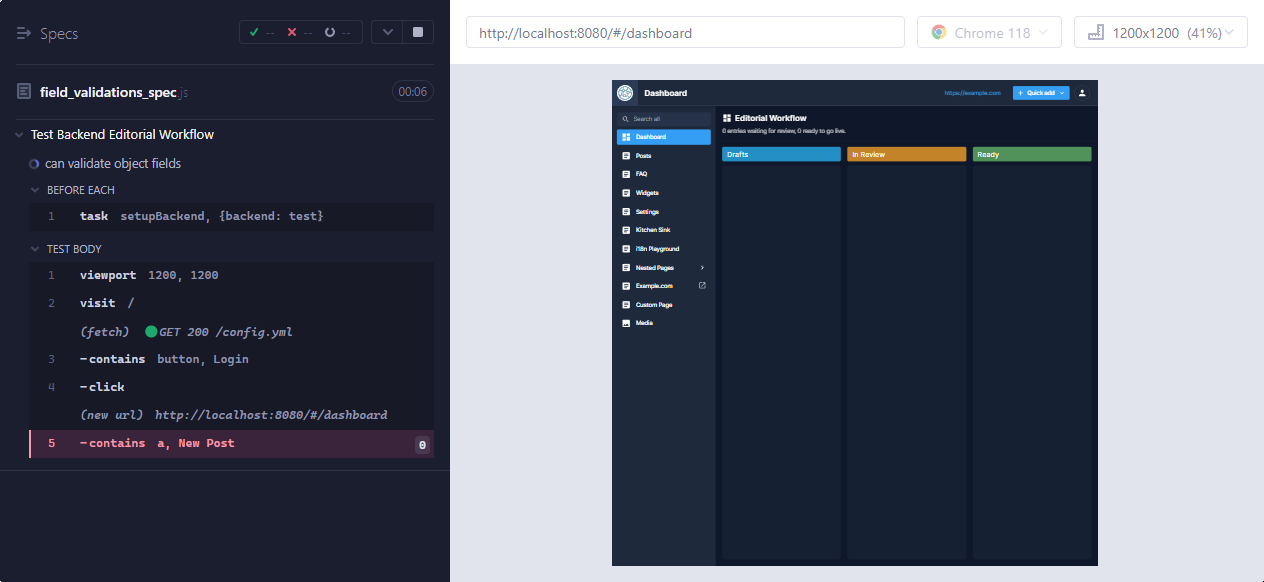 Specs
-- -- --
field_validations_spec.js
00:06
Test Backend Editorial Workflow
can validate object fields
BEFORE EACH
1 task setupBackend, {backend: test}
TEST BODY
1 viewport 1200, 1200
2 visit /
(fetch) GET 200 /config.yml
3 -contains button, Login
4 -click
(new url) http://localhost:8080/#/dashboard
5 -contains a, New Post 0
http://localhost:8080/#/dashboard
Chrome 118
1200x1200 (41%)
Dashboard
https://example.com
+ Quick add
Search all
Dashboard
Posts
FAQ
Widgets
Settings
Kitchen Sink
i18n Playground
Nested Pages
Example.com
Custom Page
Media
Editorial Workflow
0 entries waiting for review, 0 ready to go live.
Drafts
In Review
Ready